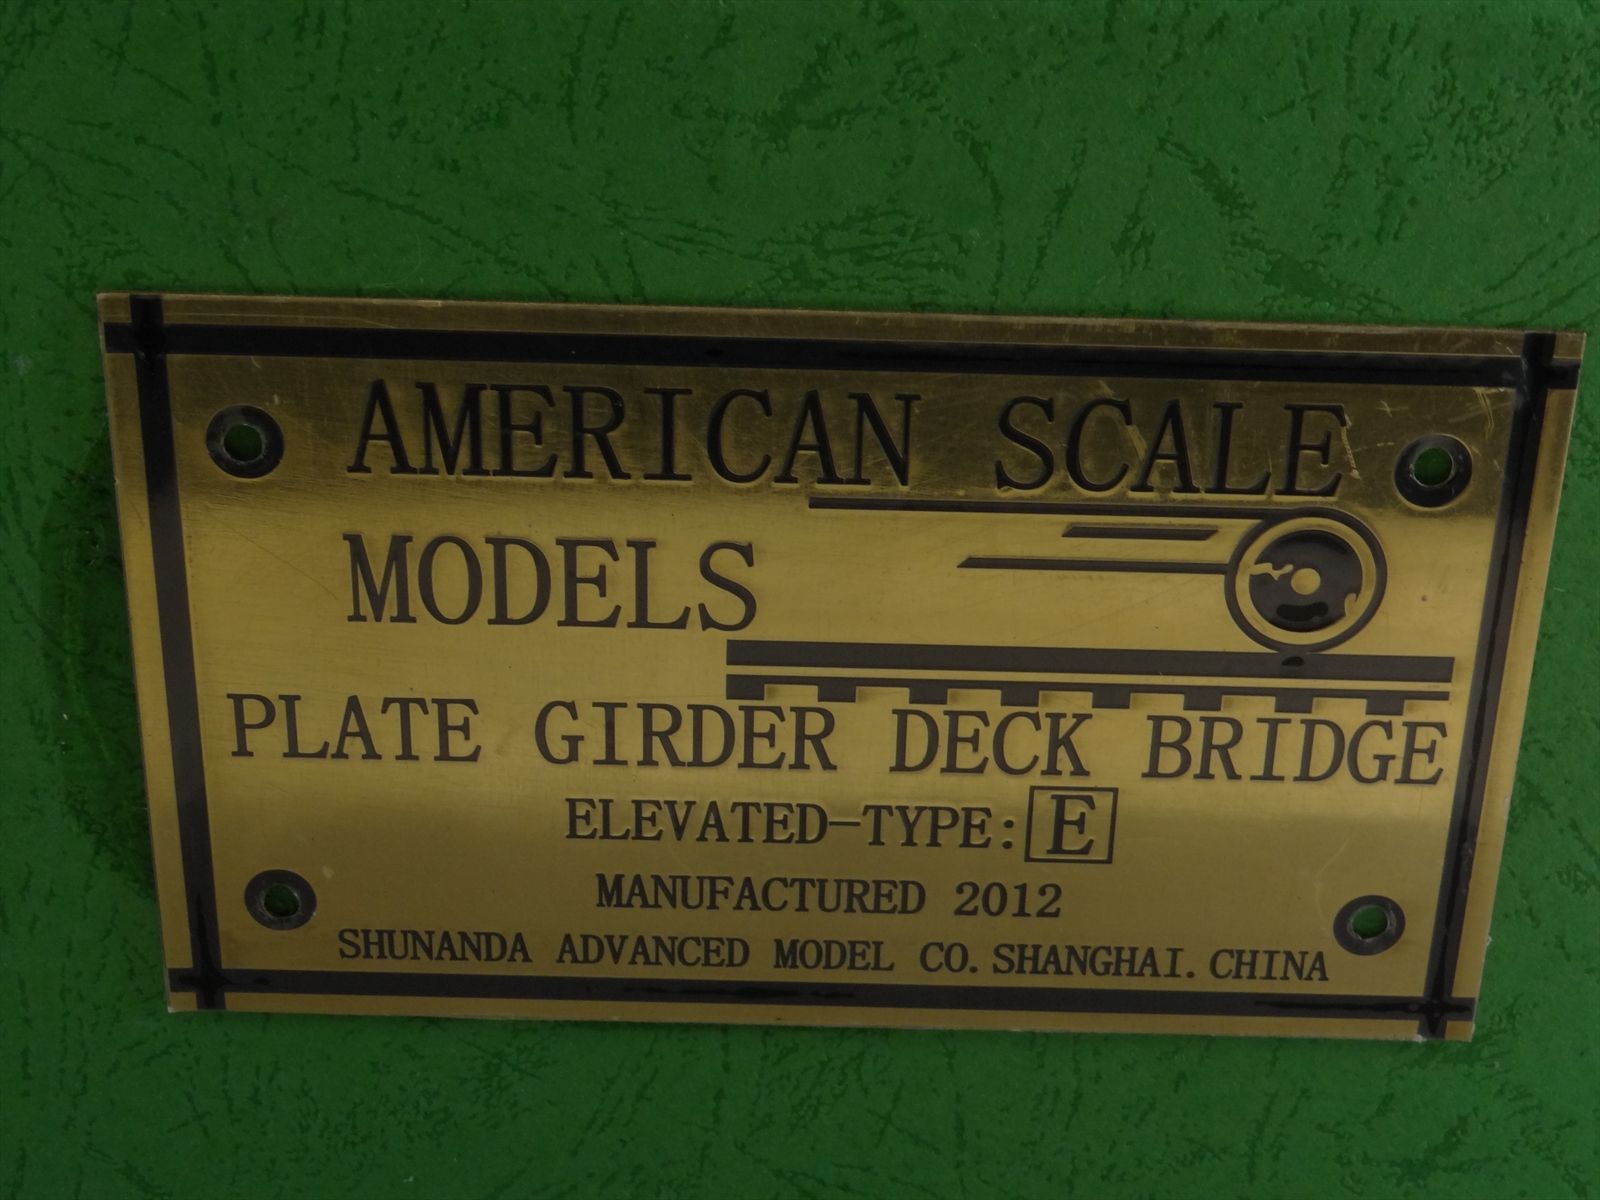 AMERICAN SCALE
MODELS
PLATE GIRDER DECK BRIDGE
ELEVATED-TYPE: E
MANUFACTURED 2012
SHUNANDA ADVANCED MODEL CO. SHANGHAI. CHINA